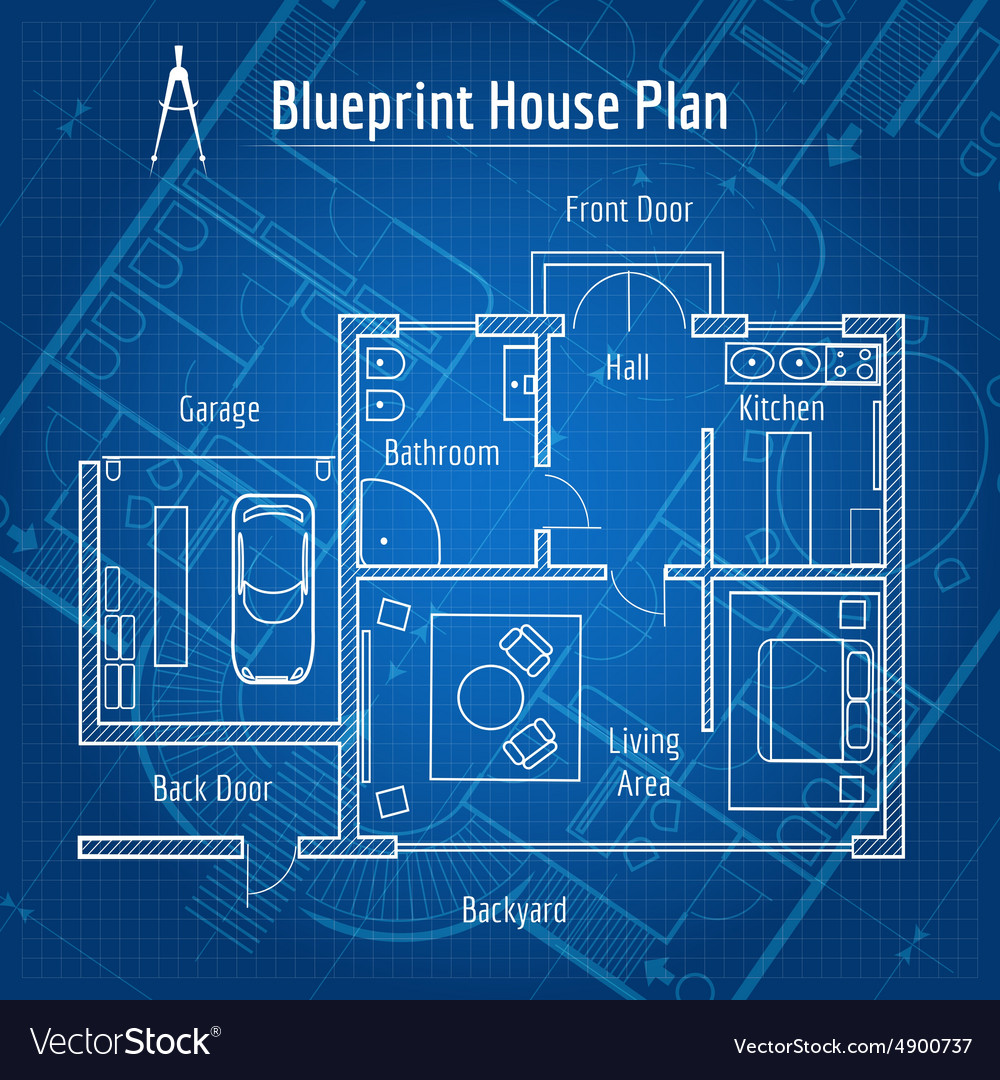 Blueprint House Plan
Front Door
Hall
Garage
Kitchen
Bathroom
Living
Area
Back Door
Backyard
VectorStock®
VectorStock.com/4900737